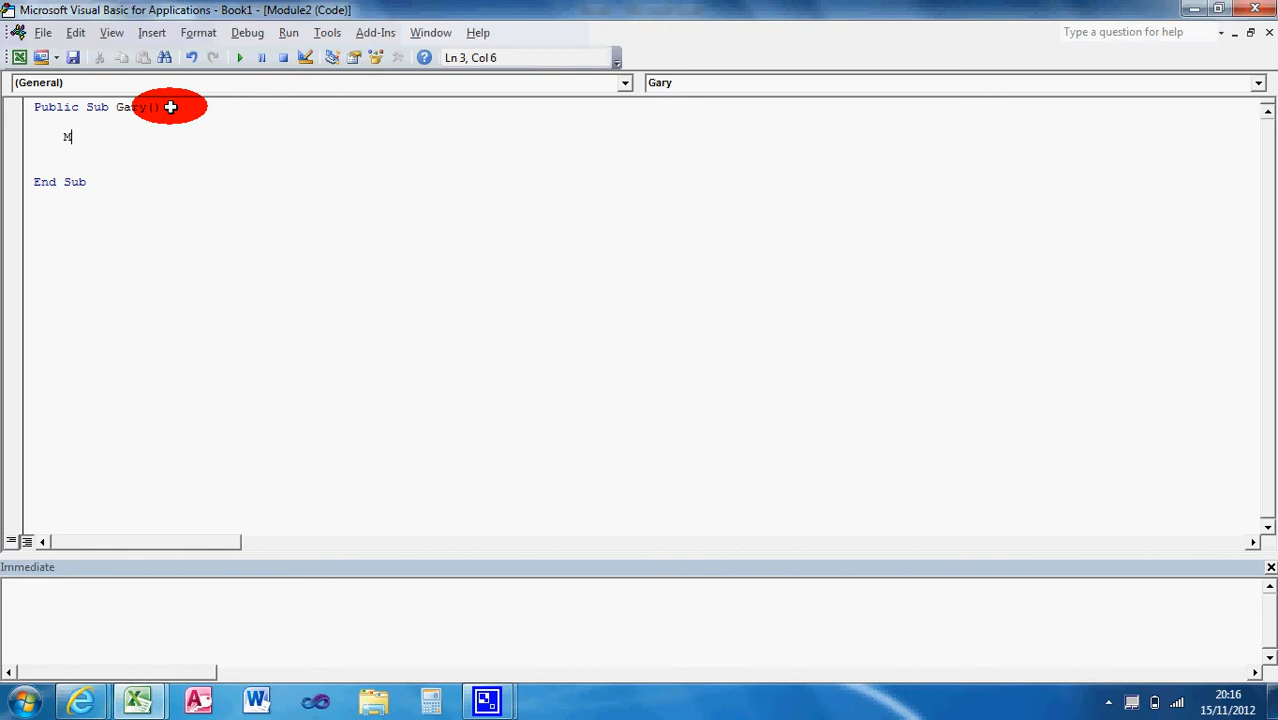 Microsoft Visual Basic for Applications - Book1 - [Module2 (Code)]
File Edit View Insert Format Debug Run Tools Add-Ins Window Help
Type a question for help
Ln 3, Col 6
(General)
Gary
Public Sub Gary()
M
End Sub
Immediate
20:16
15/11/2012